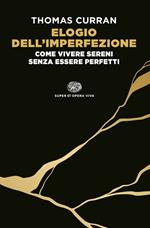 THOMAS CURRAN
ELOGIO
DELL'IMPERFEZIONE
COME VIVERE SERENI
SENZA ESSERE PERFETTI
SUPER ET OPERA VIVA